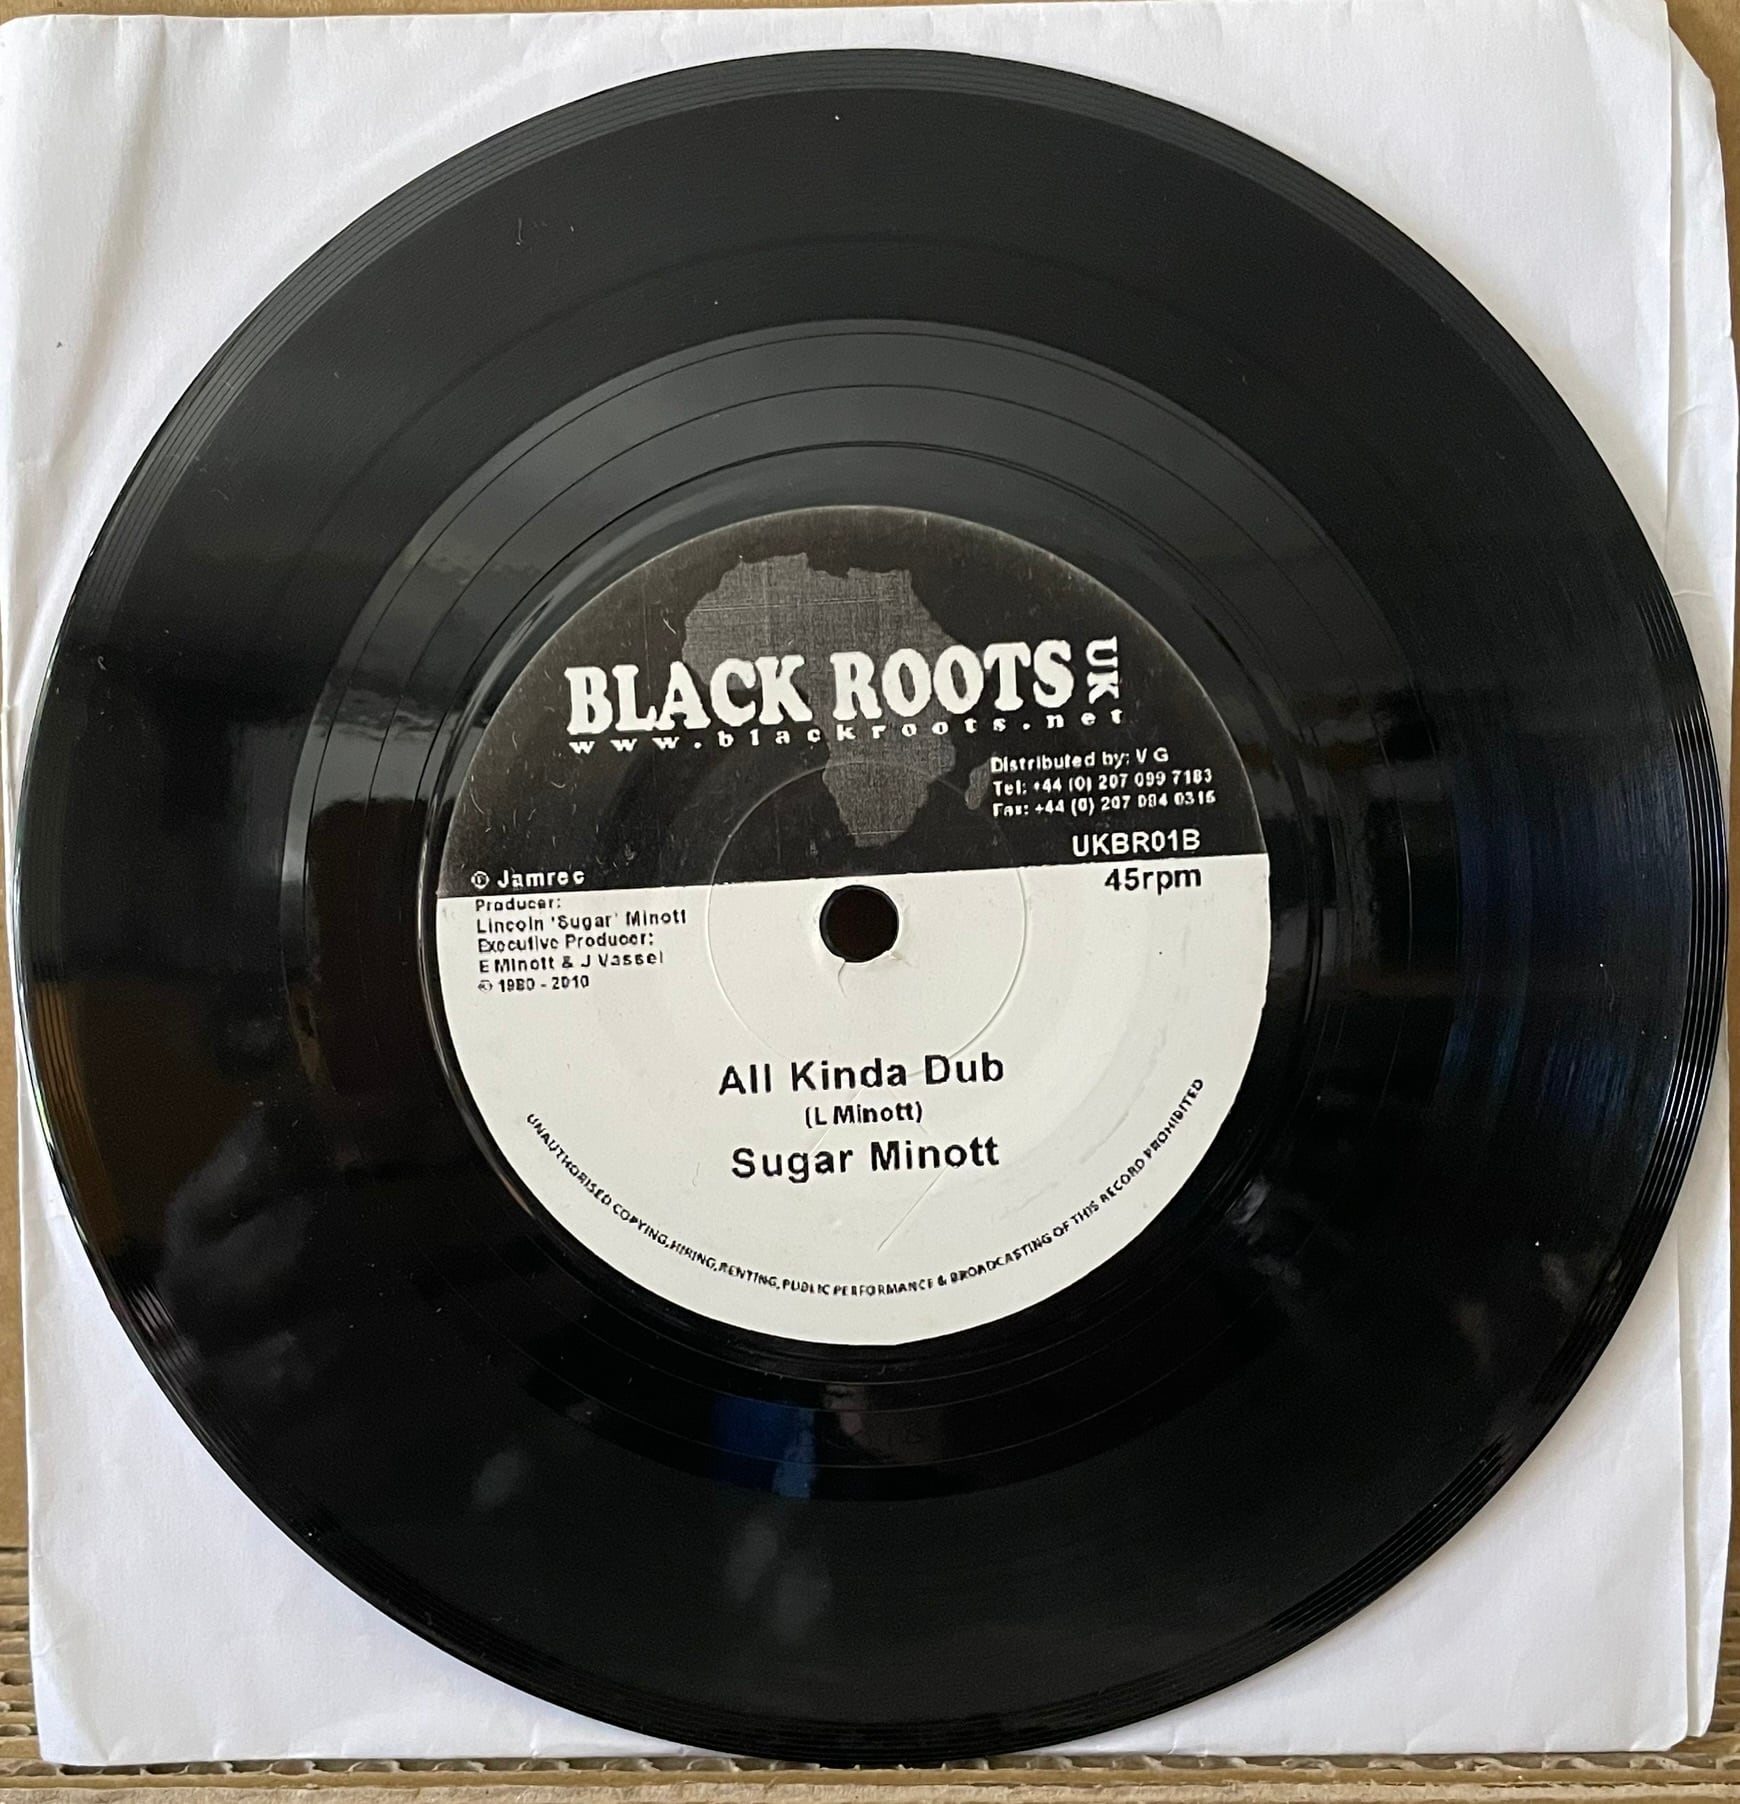 BLACK ROOTS UK
www.blackroots.net
Distributed by: V G
Tel: +44 (0) 207 099 7183
Fax: +44 (0) 207 084 0316
UKBR01B
45rpm
℗ Jamrec
Producer:
Lincoln 'Sugar' Minott
Executive Producer:
E Minott & J Vassel
1980 - 2010
All Kinda Dub
(L Minott)
Sugar Minott
UNAUTHORISED COPYING, HIRING, RENTING, PUBLIC PERFORMANCE & BROADCASTING OF THIS RECORD PROHIBITED